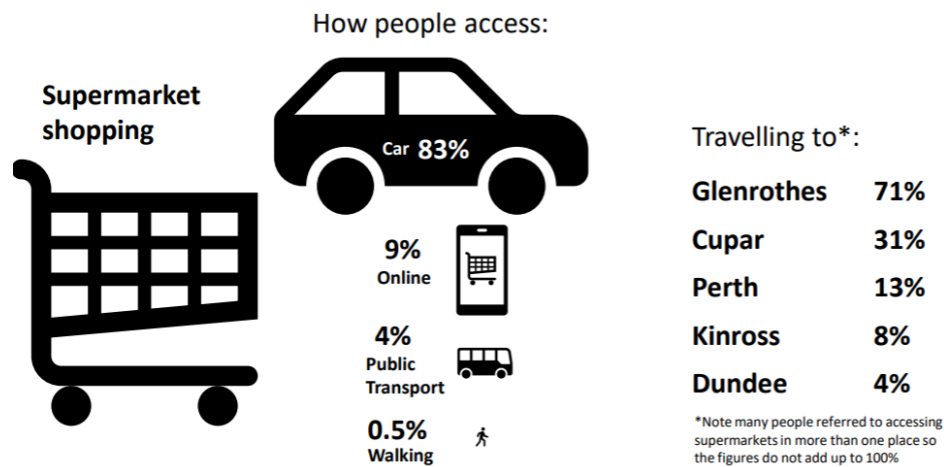 How people access:
Supermarket
shopping
Car 83%
9%
Online
4%
Public
Transport
0.5%
Walking
Travelling to*:
Glenrothes 71%
Cupar 31%
Perth 13%
Kinross 8%
Dundee 4%
*Note many people referred to accessing
supermarkets in more than one place so
the figures do not add up to 100%